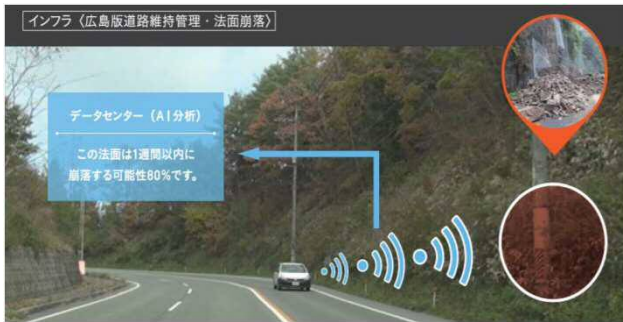 インフラ〈広島版道路維持管理・法面崩落〉
データセンター（AI分析）
この法面は1週間以内に
崩落する可能性80%です。